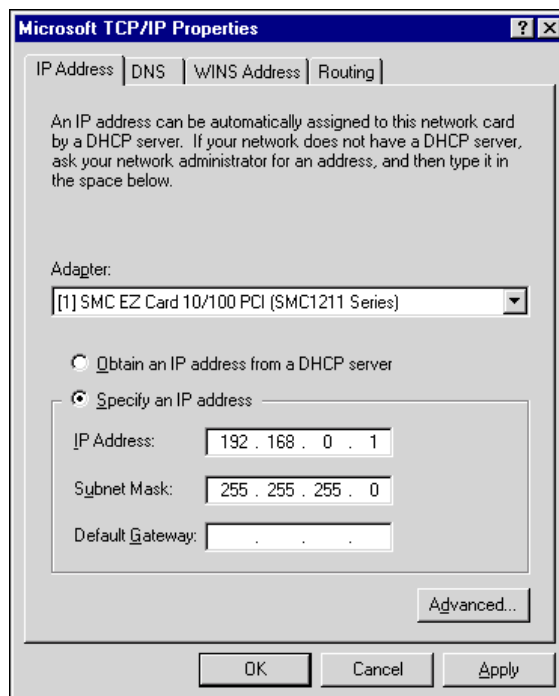 Microsoft TCP/IP Properties
IP Address DNS WINS Address Routing
An IP address can be automatically assigned to this network card
by a DHCP server. If your network does not have a DHCP server,
ask your network administrator for an address, and then type it in
the space below.
Adapter:
[1] SMC EZ Card 10/100 PCI (SMC1211 Series)
Obtain an IP address from a DHCP server
Specify an IP address
IP Address: 192 . 168 . 0 . 1
Subnet Mask: 255 . 255 . 255 . 0
Default Gateway: . . .
Advanced...
OK Cancel Apply